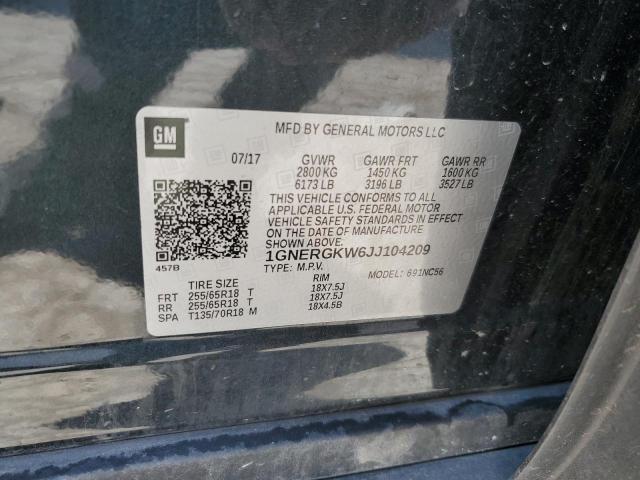 GM
MFD BY GENERAL MOTORS LLC
07/17 GVWR GAWR FRT GAWR RR
2800 KG 1450 KG 1600 KG
6173 LB 3196 LB 3527 LB
THIS VEHICLE CONFORMS TO ALL
APPLICABLE U.S. FEDERAL MOTOR
VEHICLE SAFETY STANDARDS IN EFFECT
ON THE DATE OF MANUFACTURE
SHOWN ABOVE.
1GNERGKW6JJ104209
457B
TYPE: M.P.V. MODEL: 691NC56
TIRE SIZE RIM
FRT 255/65R18 T 18X7.5J
RR 255/65R18 T 18X7.5J
SPA T135/70R18 M 18X4.5B